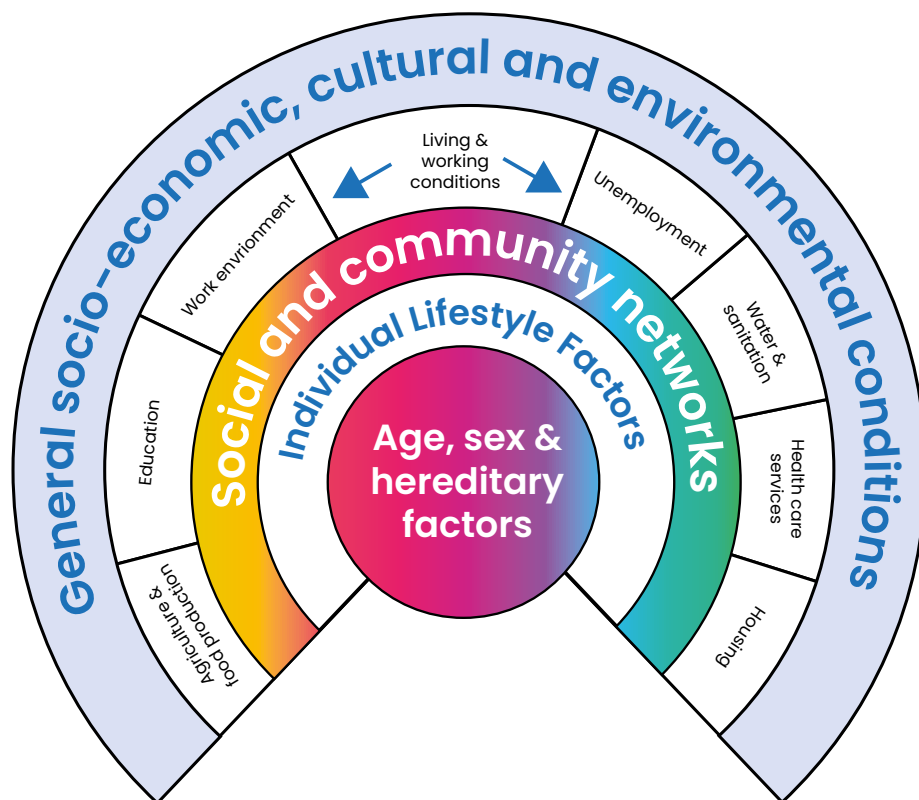 General socio-economic, cultural and environmental conditions
Living &
working
conditions
Agriculture &
food production
Education
Work envrionment
Unemployment
Water &
sanitation
Health care
services
Housing
Social and community networks
Individual Lifestyle Factors
Age, sex &
hereditary
factors